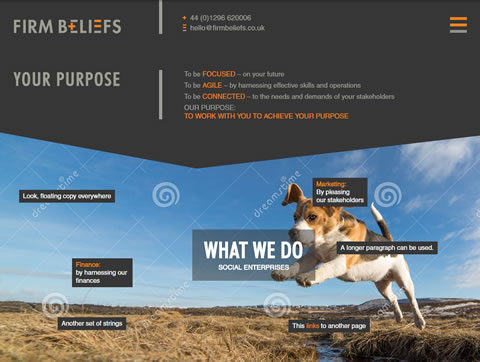 FIRM BELIEFS
44 (0)1296 620006
hello@firmbeliefs.co.uk
YOUR PURPOSE
To be FOCUSED – on your future
To be AGILE – by harnessing effective skills and operations
To be CONNECTED – to the needs and demands of your stakeholders
OUR PURPOSE:
TO WORK WITH YOU TO ACHIEVE YOUR PURPOSE
Look, floating copy everywhere
Marketing:
By pleasing
our stakeholders
WHAT WE DO
SOCIAL ENTERPRISES
A longer paragraph can be used.
Finance:
by harnessing our
finances
Another set of strings
This links to another page
dreamstime
dreamstime
dreamstime